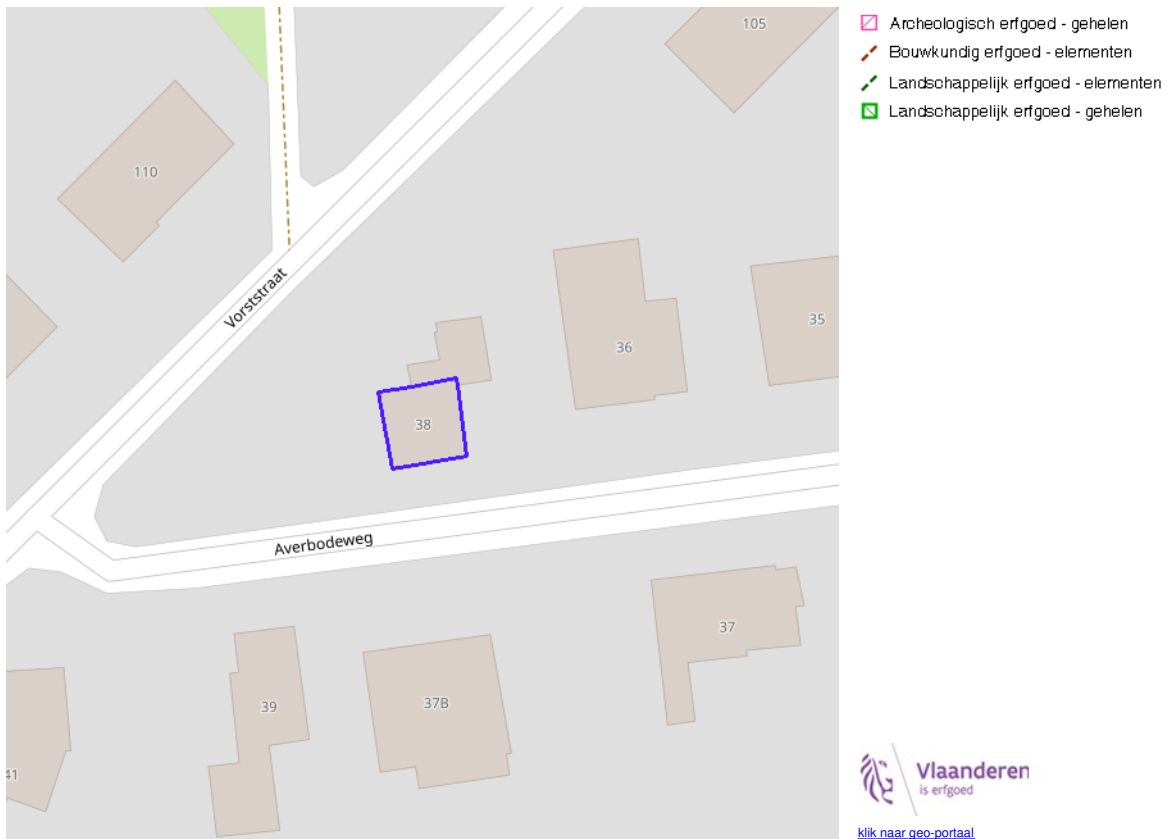 105
110
Vorststraat
36
35
38
Averbodeweg
37
39
37B
41
Archeologisch erfgoed - gehelen
Bouwkundig erfgoed - elementen
Landschappelijk erfgoed - elementen
Landschappelijk erfgoed - gehelen
Vlaanderen
is erfgoed
klik naar geo-portaal